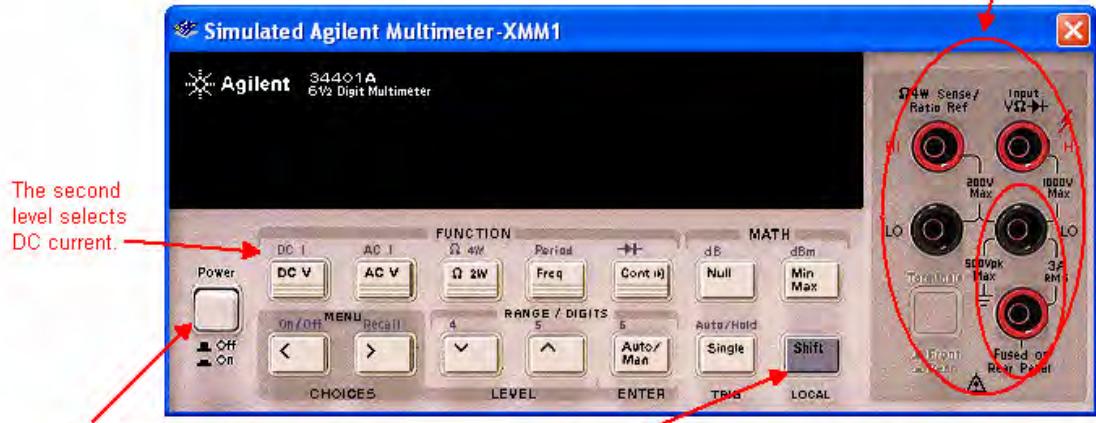 Simulated Agilent Multimeter-XMM1
Agilent 34401A
6½ Digit Multimeter
Ω4W Sense/
Ratio Ref
Input
VΩ
HI
HI
200V
Max
1000V
Max
The second
level selects
DC current.
LO
LO
FUNCTION
MATH
DC I
AC I
Ω 4W
Period
dB
dBm
500Vpk
Max
3A
RMS
Power
DC V
AC V
Ω 2W
Freq
Cont
Null
Min
Max
MENU
RANGE / DIGITS
On/Off
Recall
4
5
6
Auto/Hold
Off
On
<
>
Auto/
Man
Single
Shift
Front
Fused on
Rear Panel
CHOICES
LEVEL
ENTER
TRIG
LOCAL